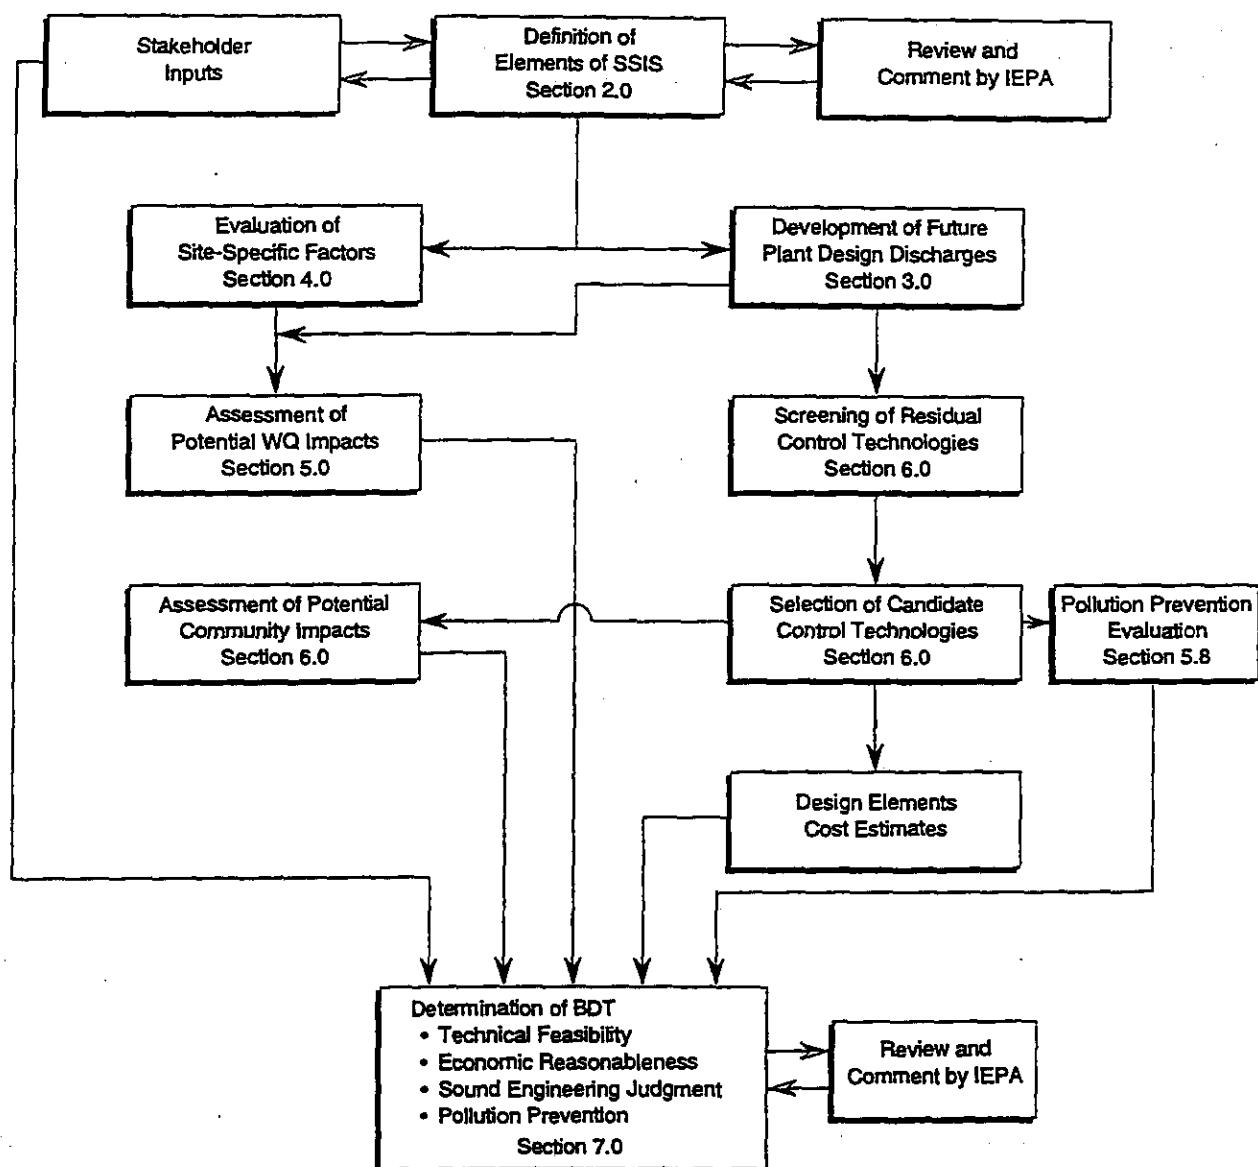 Stakeholder
Inputs
Definition of
Elements of SSIS
Section 2.0
Review and
Comment by IEPA
Evaluation of
Site-Specific Factors
Section 4.0
Development of Future
Plant Design Discharges
Section 3.0
Assessment of
Potential WQ Impacts
Section 5.0
Screening of Residual
Control Technologies
Section 6.0
Assessment of Potential
Community Impacts
Section 6.0
Selection of Candidate
Control Technologies
Section 6.0
Pollution Prevention
Evaluation
Section 5.8
Design Elements
Cost Estimates
Determination of BDT
• Technical Feasibility
• Economic Reasonableness
• Sound Engineering Judgment
• Pollution Prevention
Section 7.0
Review and
Comment by IEPA